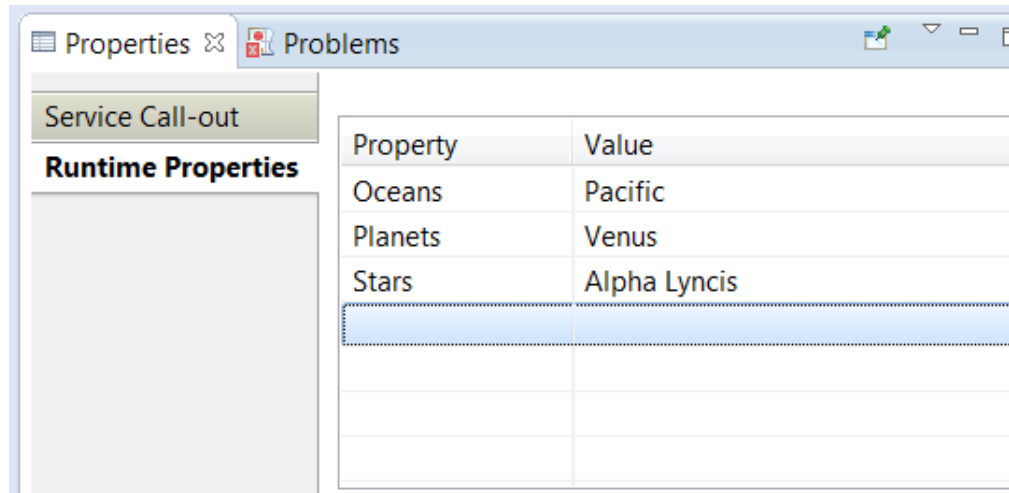 Properties Problems
Service Call-out
Runtime Properties
Property Value
Oceans Pacific
Planets Venus
Stars Alpha Lyncis